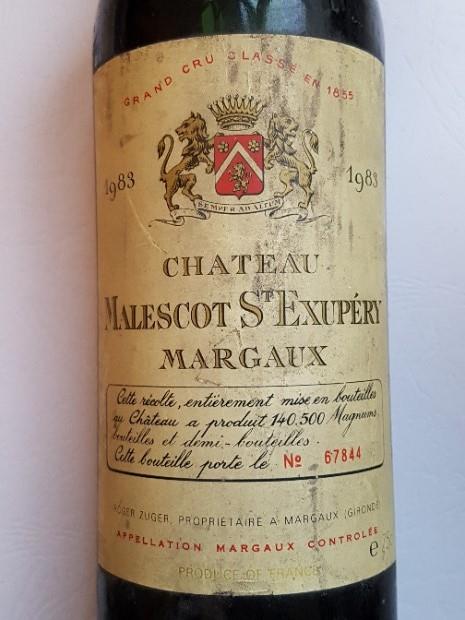 GRAND CRU CLASSÉ EN 1855
1983 1983
SEMPER AD ALTUM
CHATEAU
MALESCOT ST EXUPÉRY
MARGAUX
Cette récolte, entièrement mise en bouteilles
au Château a produit 140.500 Magnums,
bouteilles et demi-bouteilles.
Cette bouteille porte le No 67844
ROGER ZUGER, PROPRIÉTAIRE A MARGAUX (GIRONDE)
APPELLATION MARGAUX CONTROLÉE
e
PRODUCE OF FRANCE